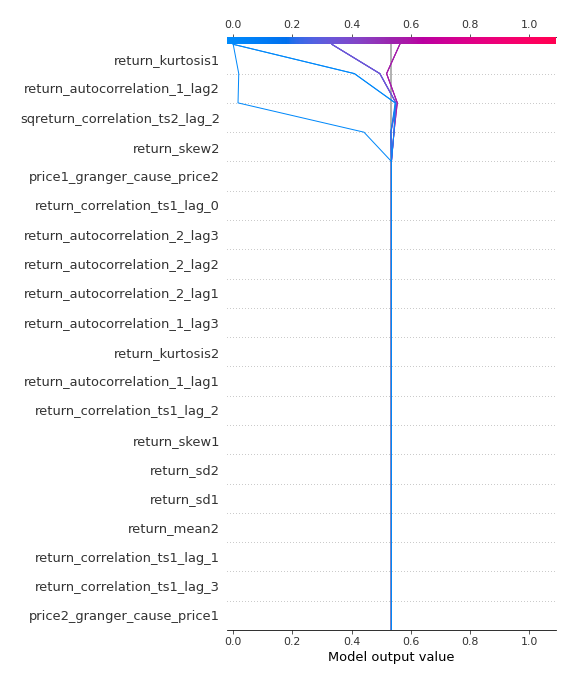 0.0 0.2 0.4 0.6 0.8 1.0
return_kurtosis1
return_autocorrelation_1_lag2
sqreturn_correlation_ts2_lag_2
return_skew2
price1_granger_cause_price2
return_correlation_ts1_lag_0
return_autocorrelation_2_lag3
return_autocorrelation_2_lag2
return_autocorrelation_2_lag1
return_autocorrelation_1_lag3
return_kurtosis2
return_autocorrelation_1_lag1
return_correlation_ts1_lag_2
return_skew1
return_sd2
return_sd1
return_mean2
return_correlation_ts1_lag_1
return_correlation_ts1_lag_3
price2_granger_cause_price1
0.0 0.2 0.4 0.6 0.8 1.0
Model output value